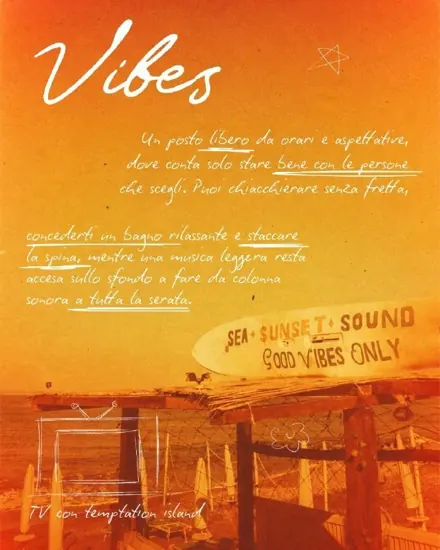 Vibes
Un posto libero da orari e aspettative,
dove conta solo stare bene con le persone
che scegli. Puoi chiacchierare senza fretta,
concederti un bagno rilassante e staccare
la spina, mentre una musica leggera resta
accesa sullo sfondo a fare da colonna
sonora a tutta la serata.
SEA • SUNSET • SOUND
GOOD VIBES ONLY
TV con temptation island